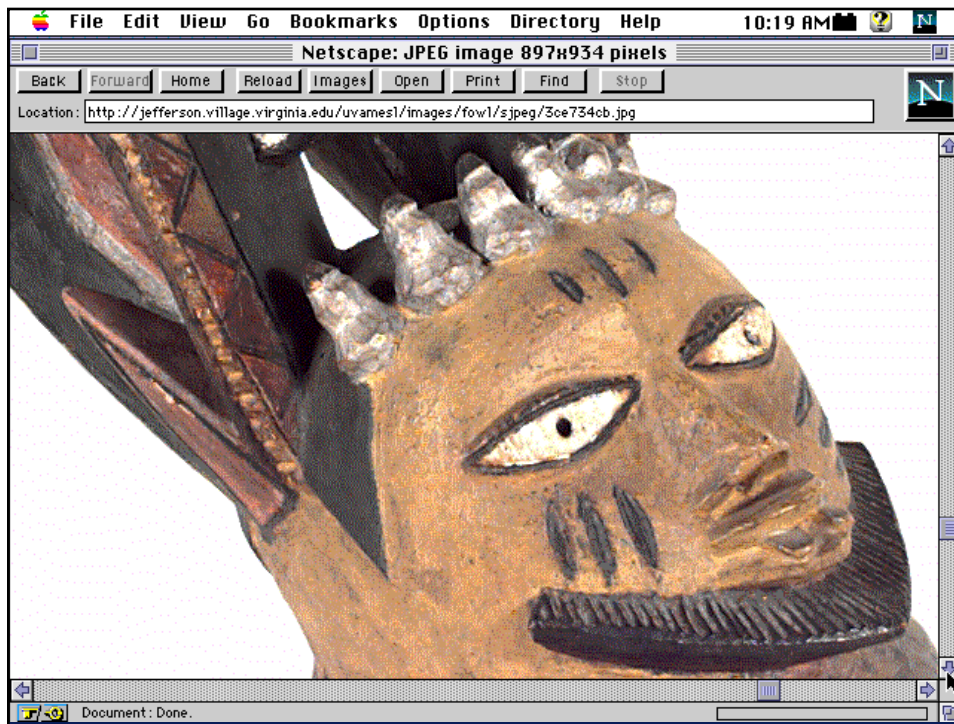 File Edit View Go Bookmarks Options Directory Help 10:19 AM
Netscape: JPEG image 897x934 pixels
Back Forward Home Reload Images Open Print Find Stop
N
Location: http://jefferson.village.virginia.edu/uvames1/images/fowl/sjpeg/3ce734cb.jpg
Document: Done.